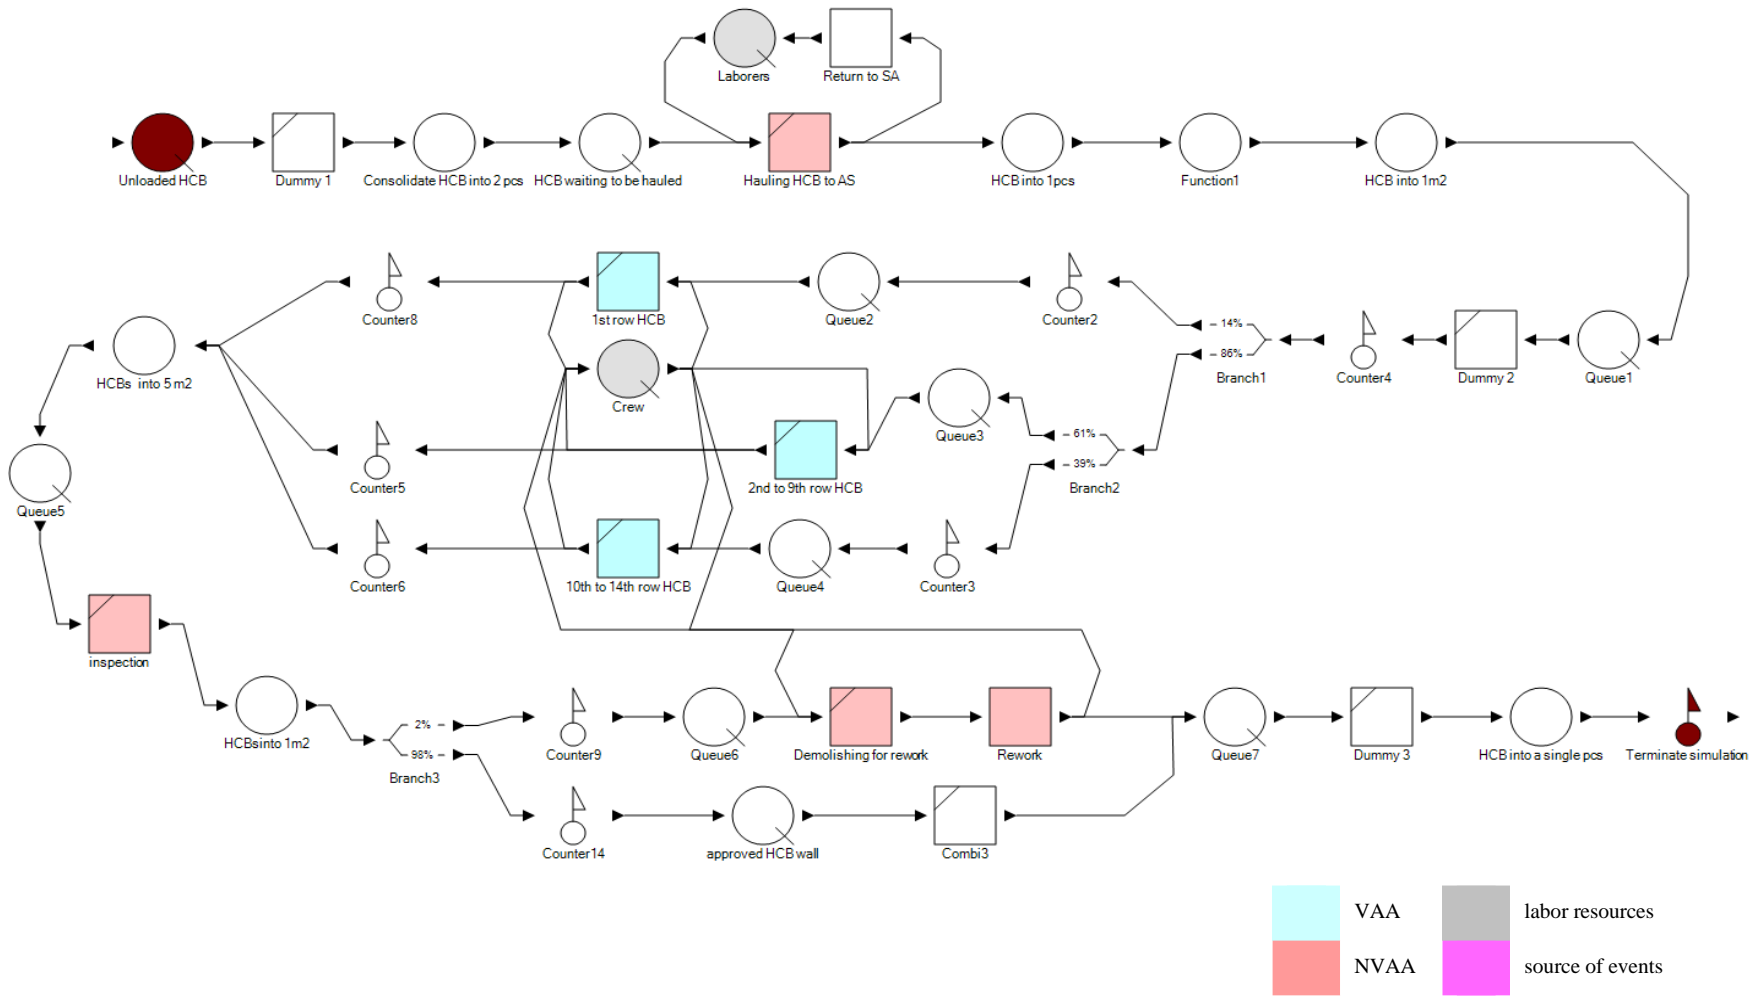 Laborers
Return to SA
Unloaded HCB
Dummy 1
Consolidate HCB into 2 pcs
HCB waiting to be hauled
Hauling HCB to AS
HCB into 1pcs
Function1
HCB into 1m2
Counter8
1st row HCB
Queue2
Counter2
14%
86%
Branch1
Counter4
Dummy 2
Queue1
HCBs into 5 m2
Crew
Queue3
61%
39%
Branch2
Counter5
2nd to 9th row HCB
Queue5
Counter6
10th to 14th row HCB
Queue4
Counter3
inspection
HCBsinto 1m2
2%
98%
Branch3
Counter9
Queue6
Demolishing for rework
Rework
Queue7
Dummy 3
HCB into a single pcs
Terminate simulation
Counter14
approved HCB wall
Combi3
VAA
labor resources
NVAA
source of events